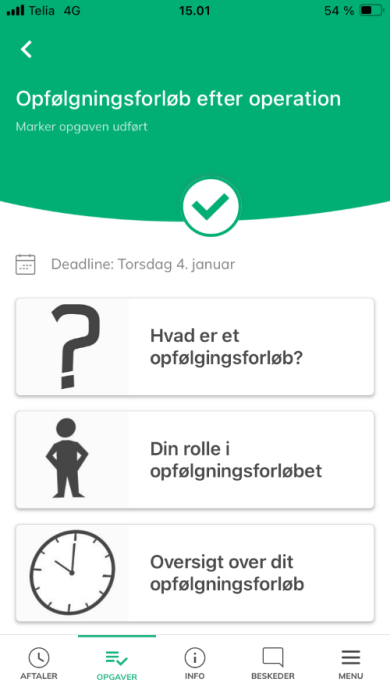 Telia 4G 15.01 54 %
Opfølgningsforløb efter operation
Marker opgaven udført
Deadline: Torsdag 4. januar
?
Hvad er et
opfølgingsforløb?
Din rolle i
opfølgningsforløbet
Oversigt over dit
opfølgningsforløb
AFTALER OPGAVER INFO BESKEDER MENU